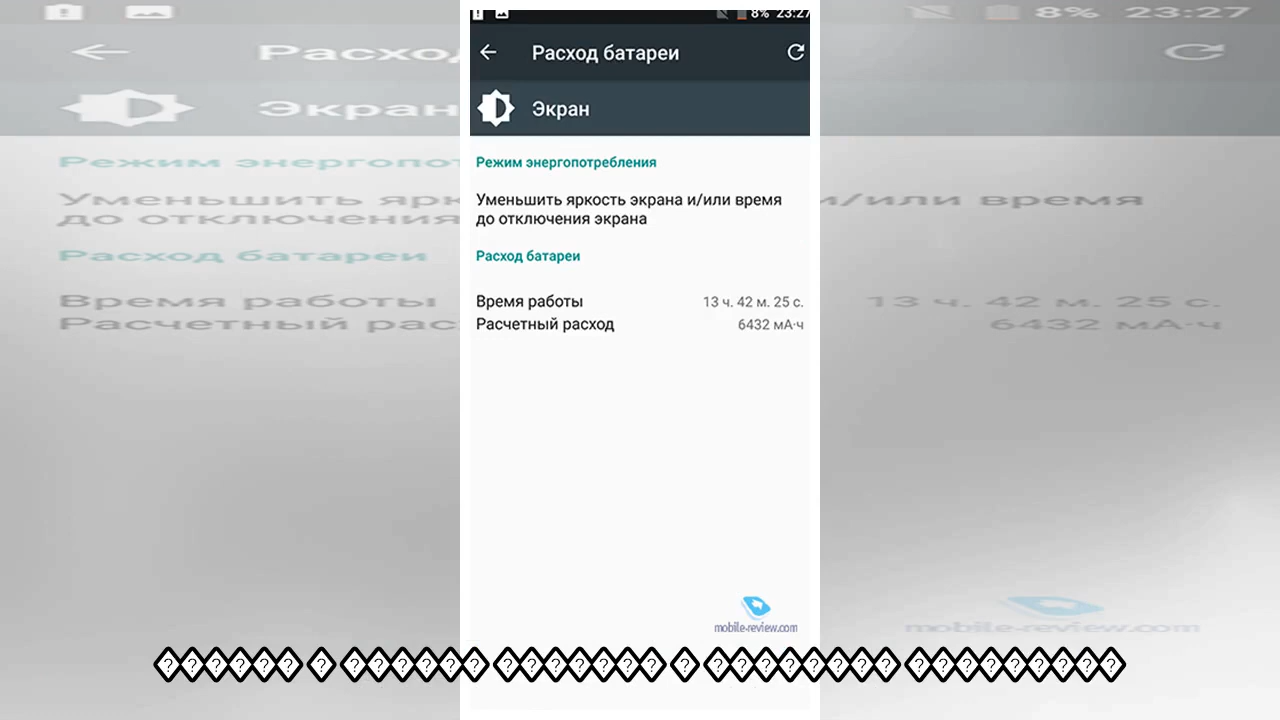 8% 23:27
Расход батареи
Экран
Режим энергопотребления
Уменьшить яркость экрана и/или время
до отключения экрана
Расход батареи
Время работы 13 ч. 42 м. 25 с.
Расчетный расход 6432 мА·ч
mobile-review.com